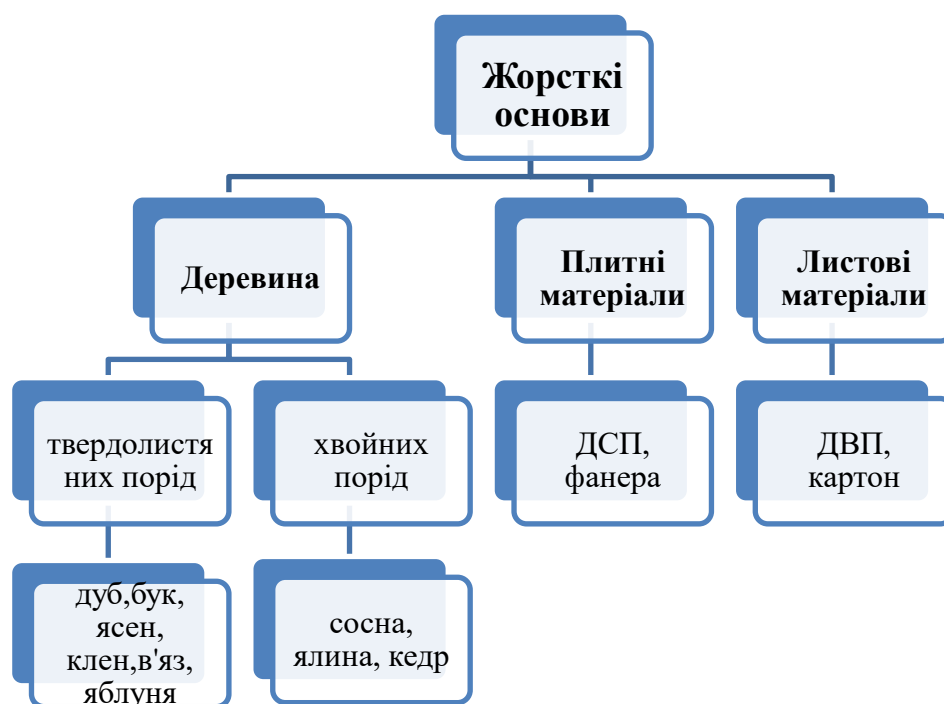 Жорсткі
основи
Деревина
Плитні
матеріали
Листові
матеріали
твердолистя
них порід
хвойних
порід
ДСП,
фанера
ДВП,
картон
дуб,бук,
ясен,
клен,в'яз,
яблуня
сосна,
ялина, кедр